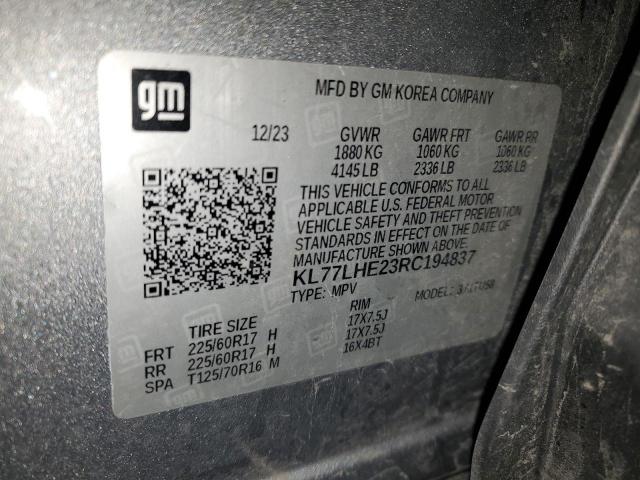 gm
MFD BY GM KOREA COMPANY
12/23 GVWR GAWR FRT GAWR RR
1880 KG 1060 KG 1060 KG
4145 LB 2336 LB 2336 LB
THIS VEHICLE CONFORMS TO ALL
APPLICABLE U.S. FEDERAL MOTOR
VEHICLE SAFETY AND THEFT PREVENTION
STANDARDS IN EFFECT ON THE DATE OF
MANUFACTURE SHOWN ABOVE.
KL77LHE23RC194837
TYPE: MPV MODEL:
TIRE SIZE RIM
FRT 225/60R17 H 17X7.5J
RR 225/60R17 H 17X7.5J
SPA T125/70R16 M 16X4BT